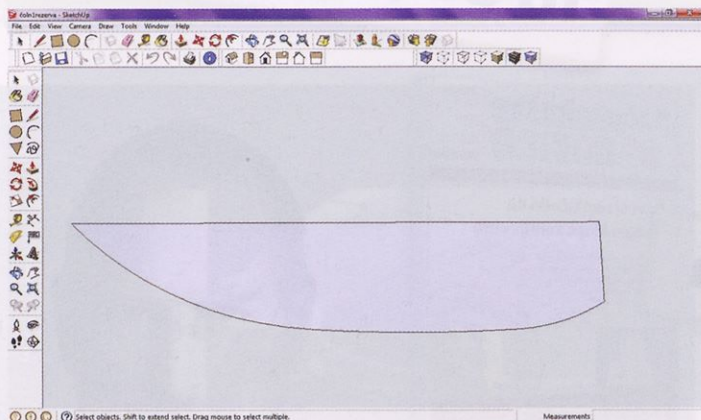 čoln1rezerva - SketchUp
File Edit View Camera Draw Tools Window Help
Select objects. Shift to extend select. Drag mouse to select multiple.
Measurements